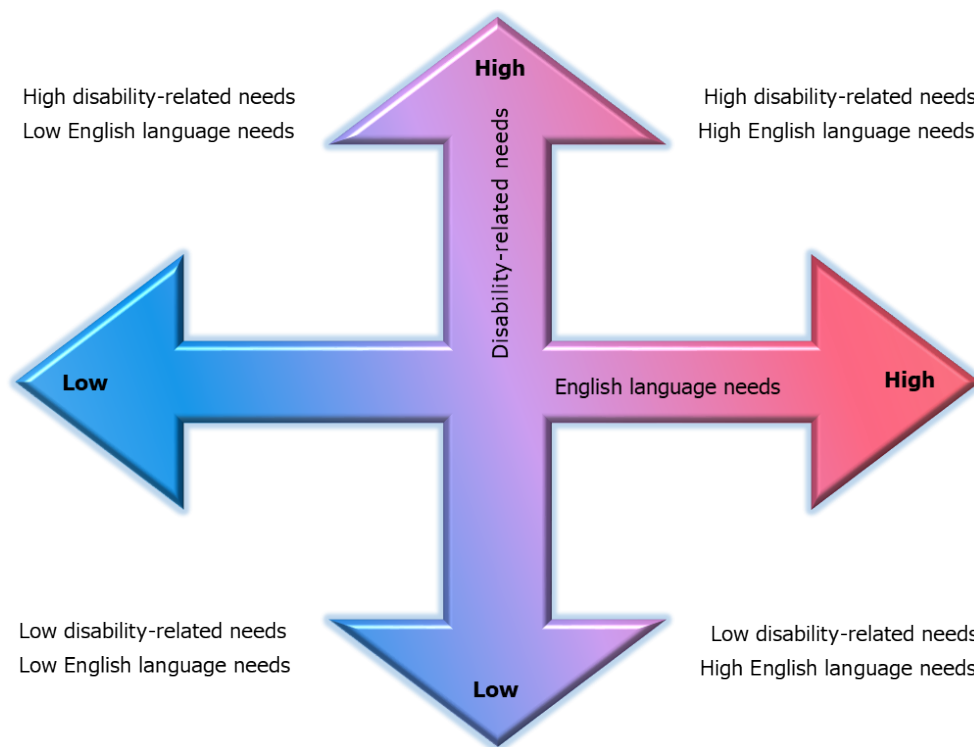 High
High disability-related needs
Low English language needs
High disability-related needs
High English language needs
Disability-related needs
Low
English language needs
High
Low disability-related needs
Low English language needs
Low disability-related needs
High English language needs
Low